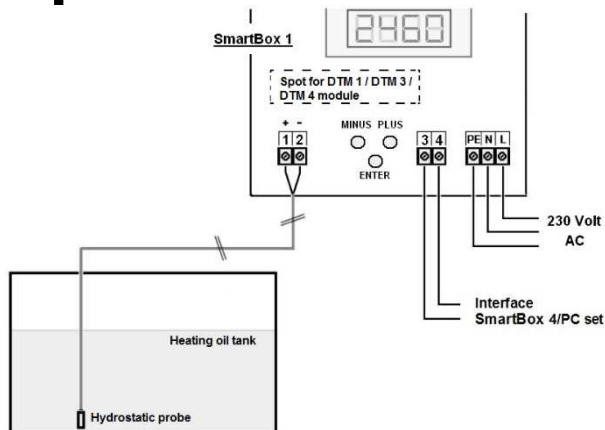 2460
SmartBox 1
Spot for DTM 1 / DTM 3 /
DTM 4 module
+ -
1 2
MINUS PLUS
ENTER
3 4
PE N L
230 Volt
AC
Interface
SmartBox 4/PC set
Heating oil tank
Hydrostatic probe